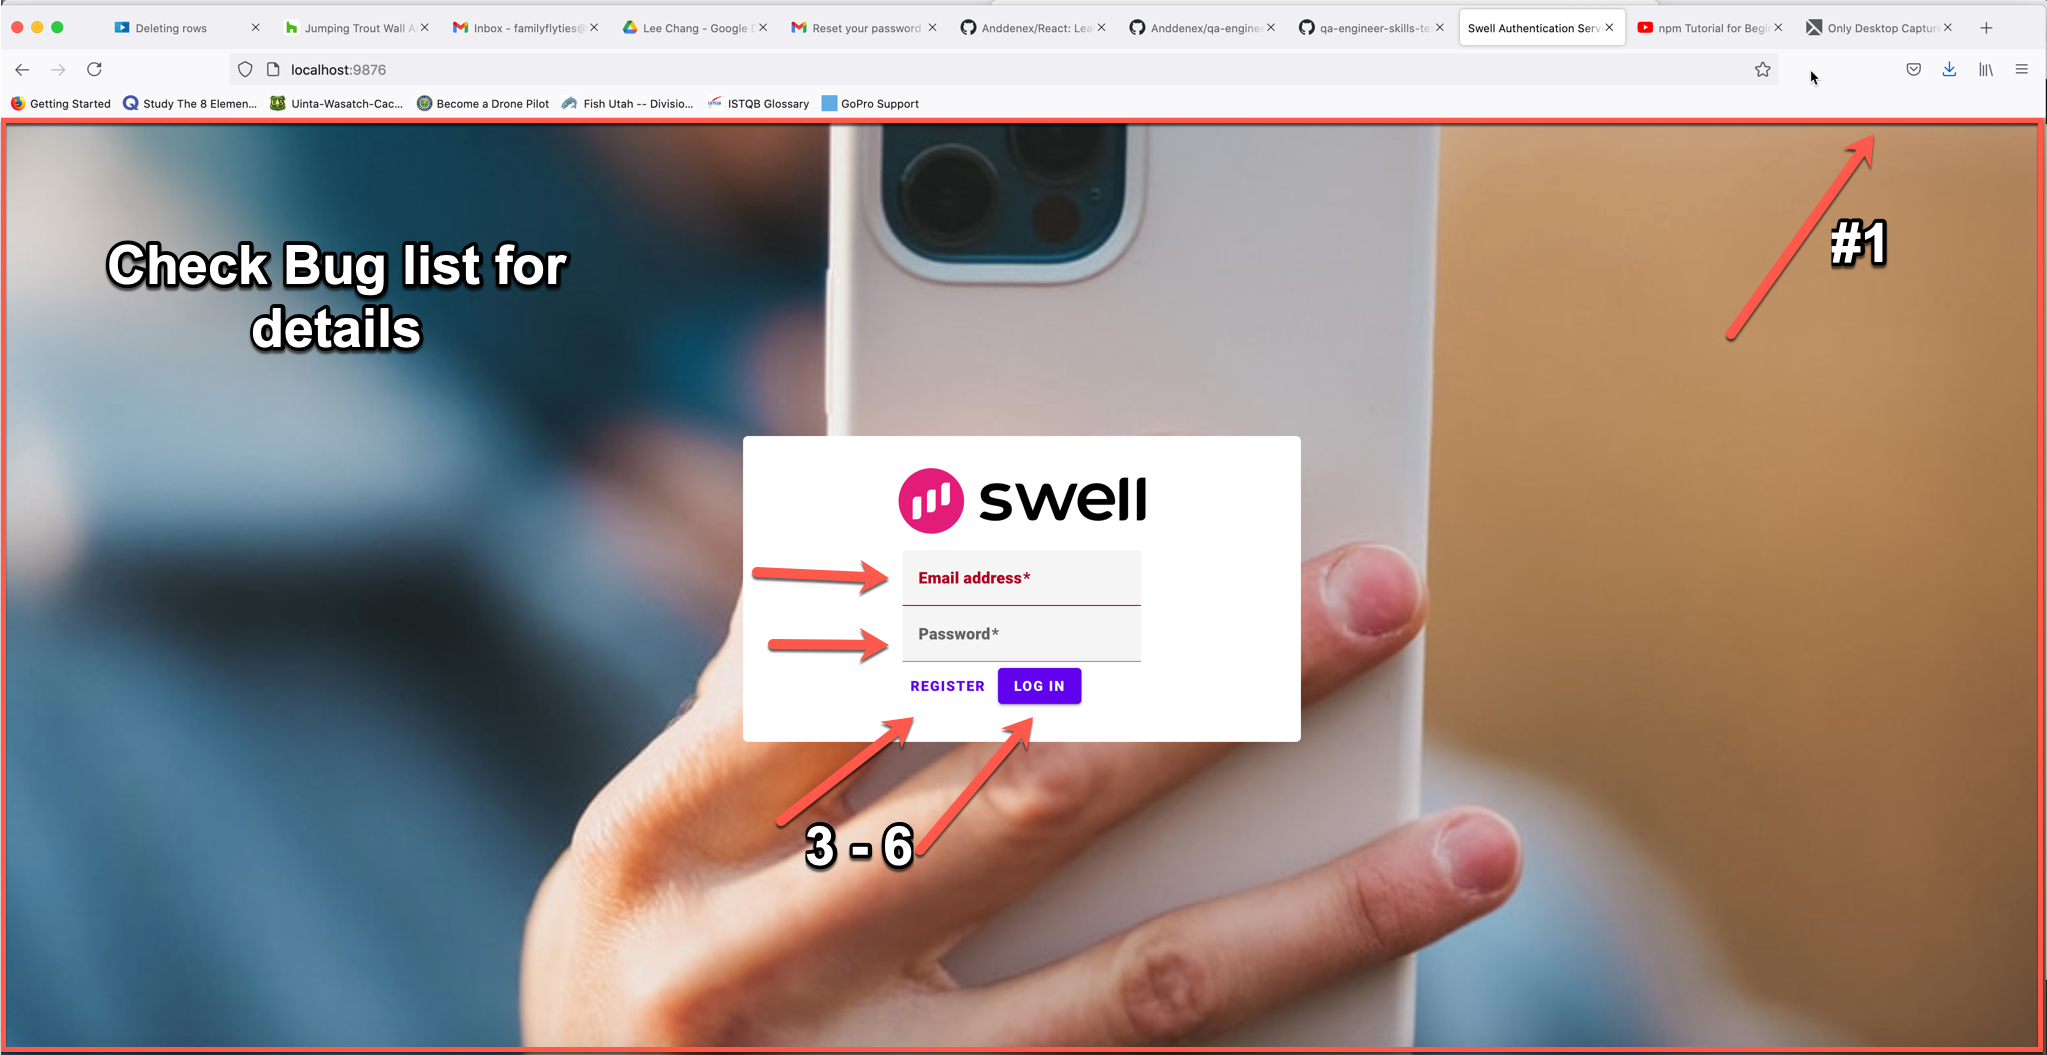 Deleting rows
Jumping Trout Wall A
Inbox - familyflyties@
Lee Chang - Google D
Reset your password
Anddenex/React: Lea
Anddenex/qa-enginee
qa-engineer-skills-te
Swell Authentication Serv
npm Tutorial for Begi
Only Desktop Capture
localhost:9876
Getting Started
Study The 8 Elemen...
Uinta-Wasatch-Cac...
Become a Drone Pilot
Fish Utah -- Divisio...
ISTQB Glossary
GoPro Support
#1
Check Bug list for
details
swell
Email address*
Password*
REGISTER LOG IN
3 - 6